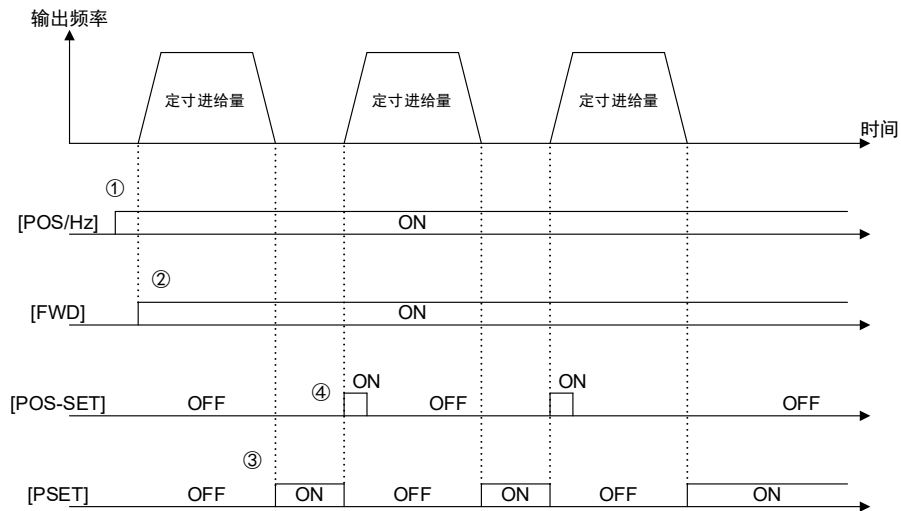 输出频率
定寸进给量 定寸进给量 定寸进给量
时间
①
[POS/Hz] ON
②
[FWD] ON
④ ON ON
[POS-SET] OFF OFF OFF
③
[PSET] OFF ON OFF ON OFF ON